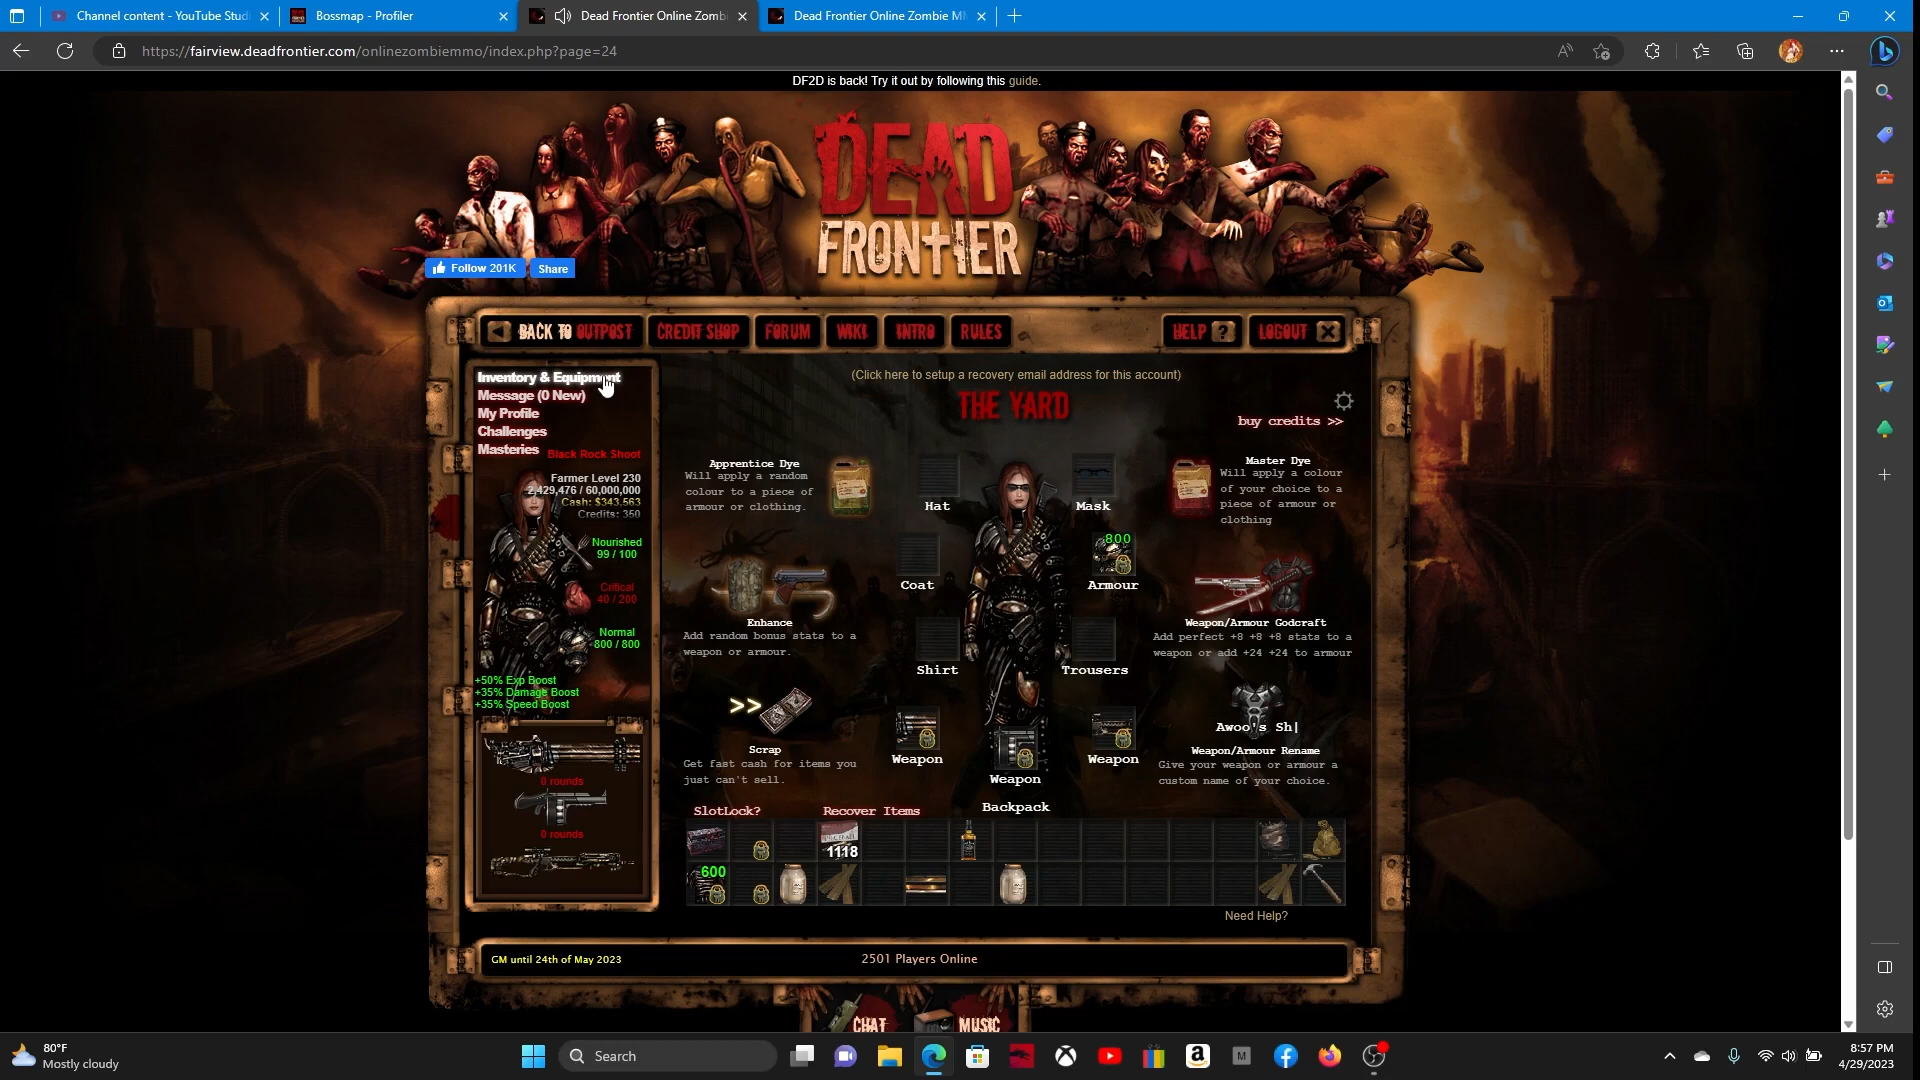 Channel content - YouTube Stud
Bossmap - Profiler
Dead Frontier Online Zomb
Dead Frontier Online Zombie M
https://fairview.deadfrontier.com/onlinezombiemmo/index.php?page=24
DF2D is back! Try it out by following this guide.
DEAD
FRONTIER
Follow 201K
Share
BACK TO OUTPOST
CREDIT SHOP
FORUM
WIKI
INTRO
RULES
HELP ?
LOGOUT X
Inventory & Equipment
Message (0 New)
My Profile
Challenges
Masteries
Black Rock Shoot
Farmer Level 230
2,429,476 / 60,000,000
Cash: $343,563
Credits: 350
Nourished
99 / 100
Critical
40 / 200
Normal
800 / 800
+50% Exp Boost
+35% Damage Boost
+35% Speed Boost
0 rounds
0 rounds
(Click here to setup a recovery email address for this account)
THE YARD
buy credits >>
Apprentice Dye
Will apply a random
colour to a piece of
armour or clothing.
Hat
Mask
Master Dye
Will apply a colour
of your choice to a
piece of armour or
clothing
800
Coat
Armour
Enhance
Add random bonus stats to a
weapon or armour.
Weapon/Armour Godcraft
Add perfect +8 +8 +8 stats to a
weapon or add +24 +24 to armour
Shirt
Trousers
>>
Scrap
Get fast cash for items you
just can't sell.
Weapon
Weapon
Weapon
Awoo's Sh|
Weapon/Armour Rename
Give your weapon or armour a
custom name of your choice.
SlotLock?
Recover Items
Backpack
1118
600
Need Help?
GM until 24th of May 2023
2501 Players Online
CHAT
MUSIC
80°F
Mostly cloudy
Search
8:57 PM
4/29/2023